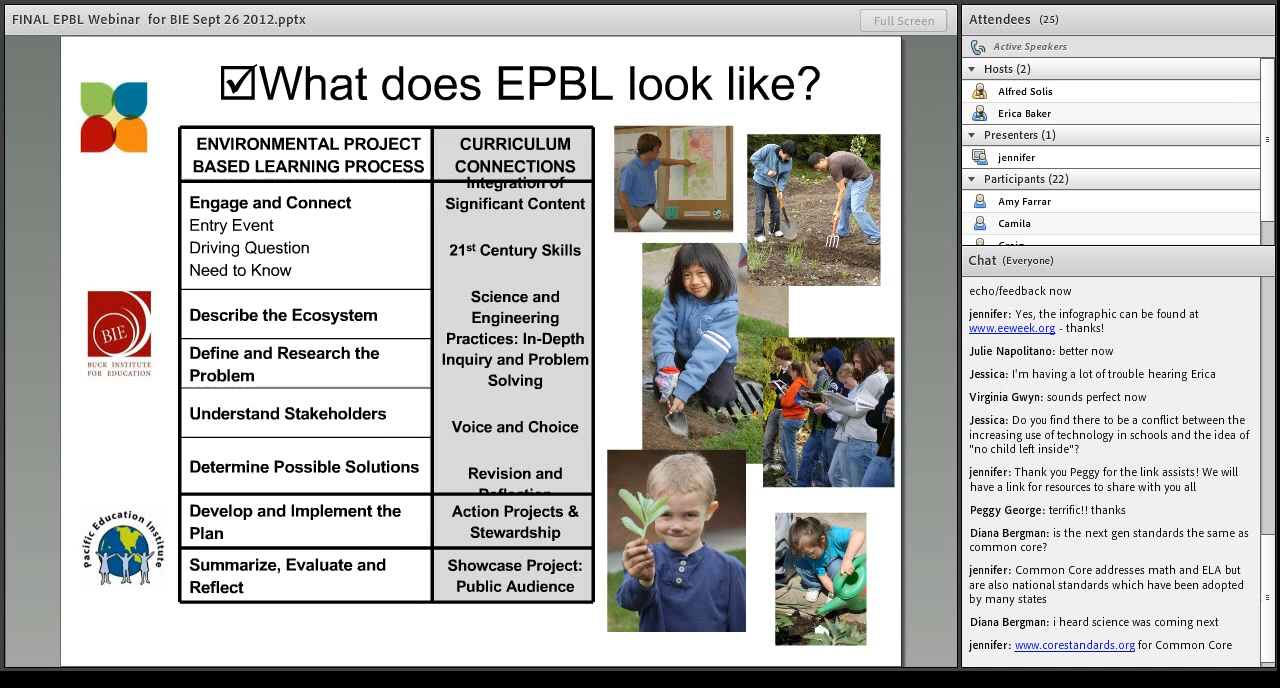 FINAL EPBL Webinar for BIE Sept 26 2012.pptx
Full Screen
☑What does EPBL look like?
ENVIRONMENTAL PROJECT
BASED LEARNING PROCESS
Engage and Connect
Entry Event
Driving Question
Need to Know
Describe the Ecosystem
Define and Research the
Problem
Understand Stakeholders
Determine Possible Solutions
Develop and Implement the
Plan
Summarize, Evaluate and
Reflect
CURRICULUM
CONNECTIONS
Integration of
Significant Content
21st Century Skills
Science and
Engineering
Practices: In-Depth
Inquiry and Problem
Solving
Voice and Choice
Revision and
Reflection
Action Projects &
Stewardship
Showcase Project:
Public Audience
BIE
BUCK INSTITUTE
FOR EDUCATION
Pacific Education Institute
Attendees (25)
Active Speakers
Hosts (2)
Alfred Solis
Erica Baker
Presenters (1)
jennifer
Participants (22)
Amy Farrar
Camila
Craig
Chat (Everyone)
echo/feedback now
jennifer: Yes, the infographic can be found at
www.eeweek.org - thanks!
Julie Napolitano: better now
Jessica: I'm having a lot of trouble hearing Erica
Virginia Gwyn: sounds perfect now
Jessica: Do you find there to be a conflict between the
increasing use of technology in schools and the idea of
"no child left inside"?
jennifer: Thank you Peggy for the link assists! We will
have a link for resources to share with you all
Peggy George: terrific!! thanks
Diana Bergman: is the next gen standards the same as
common core?
jennifer: Common Core addresses math and ELA but
are also national standards which have been adopted
by many states
Diana Bergman: i heard science was coming next
jennifer: www.corestandards.org for Common Core